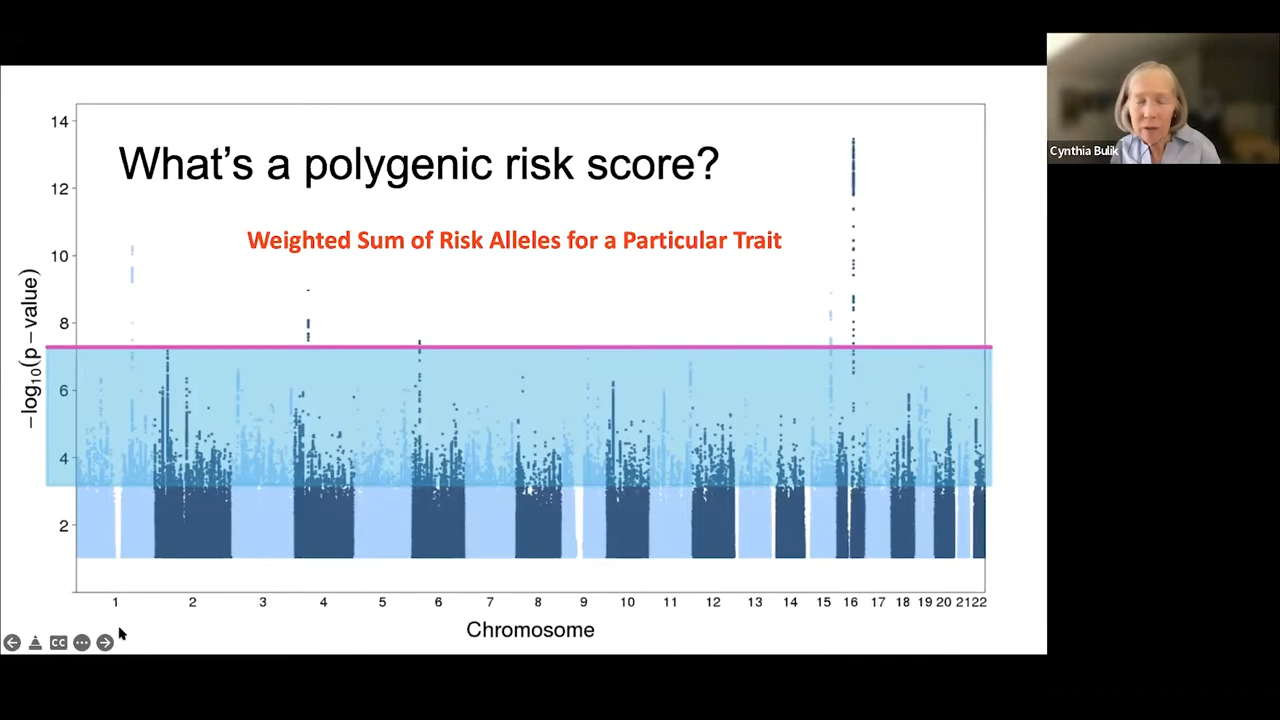 What's a polygenic risk score?
Weighted Sum of Risk Alleles for a Particular Trait
14
12
10
8
6
4
2
−log10(p−value)
1 2 3 4 5 6 7 8 9 10 11 12 13 14 15 16 17 18 19 20 21 22
Chromosome
CC
Cynthia Bulik